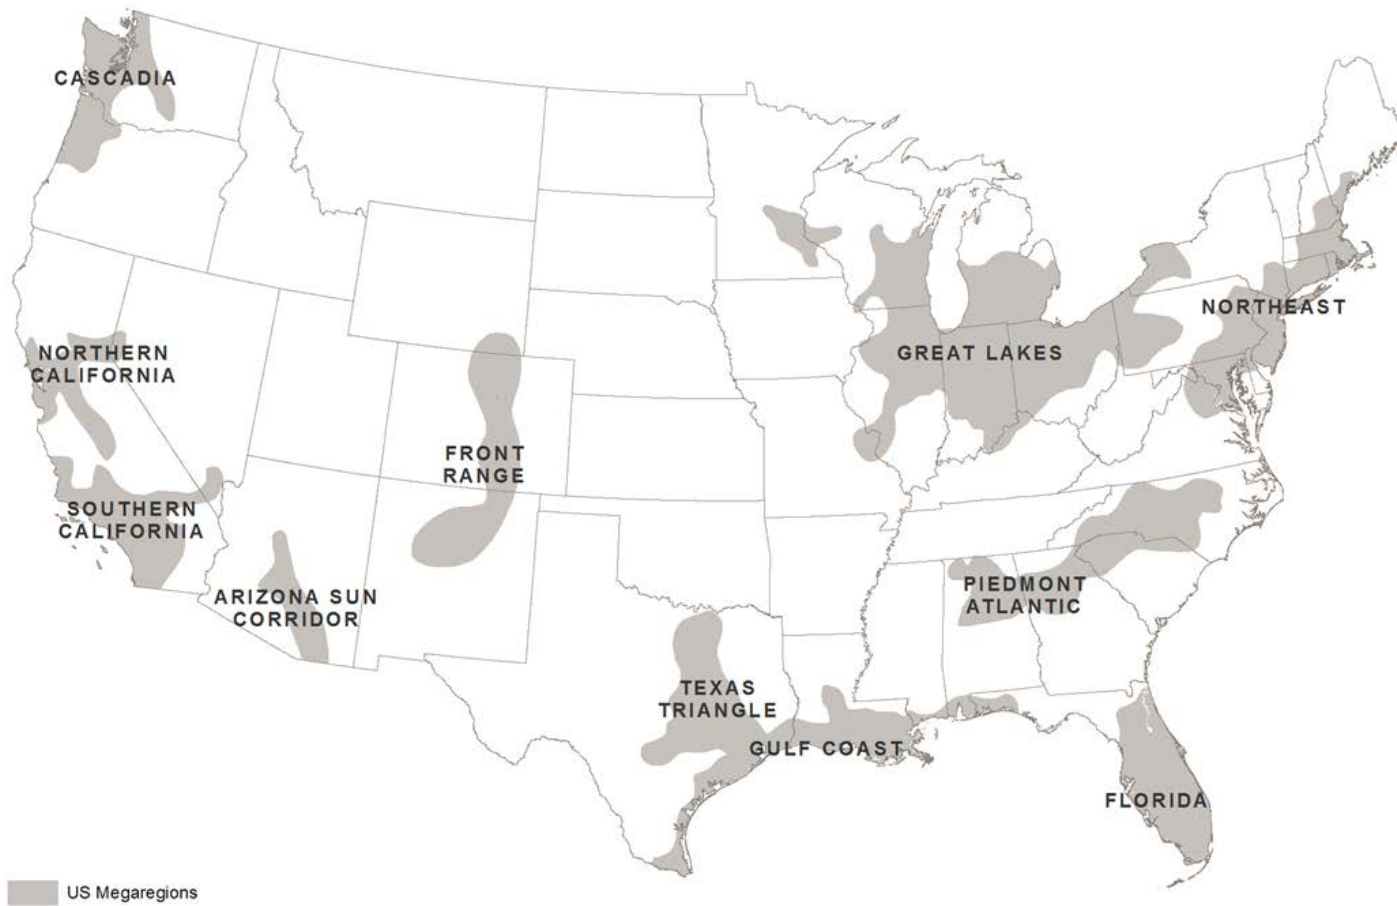 CASCADIA
NORTHEAST
GREAT LAKES
NORTHERN
CALIFORNIA
FRONT
RANGE
SOUTHERN
CALIFORNIA
ARIZONA SUN
CORRIDOR
PIEDMONT
ATLANTIC
TEXAS
TRIANGLE
GULF COAST
FLORIDA
US Megaregions